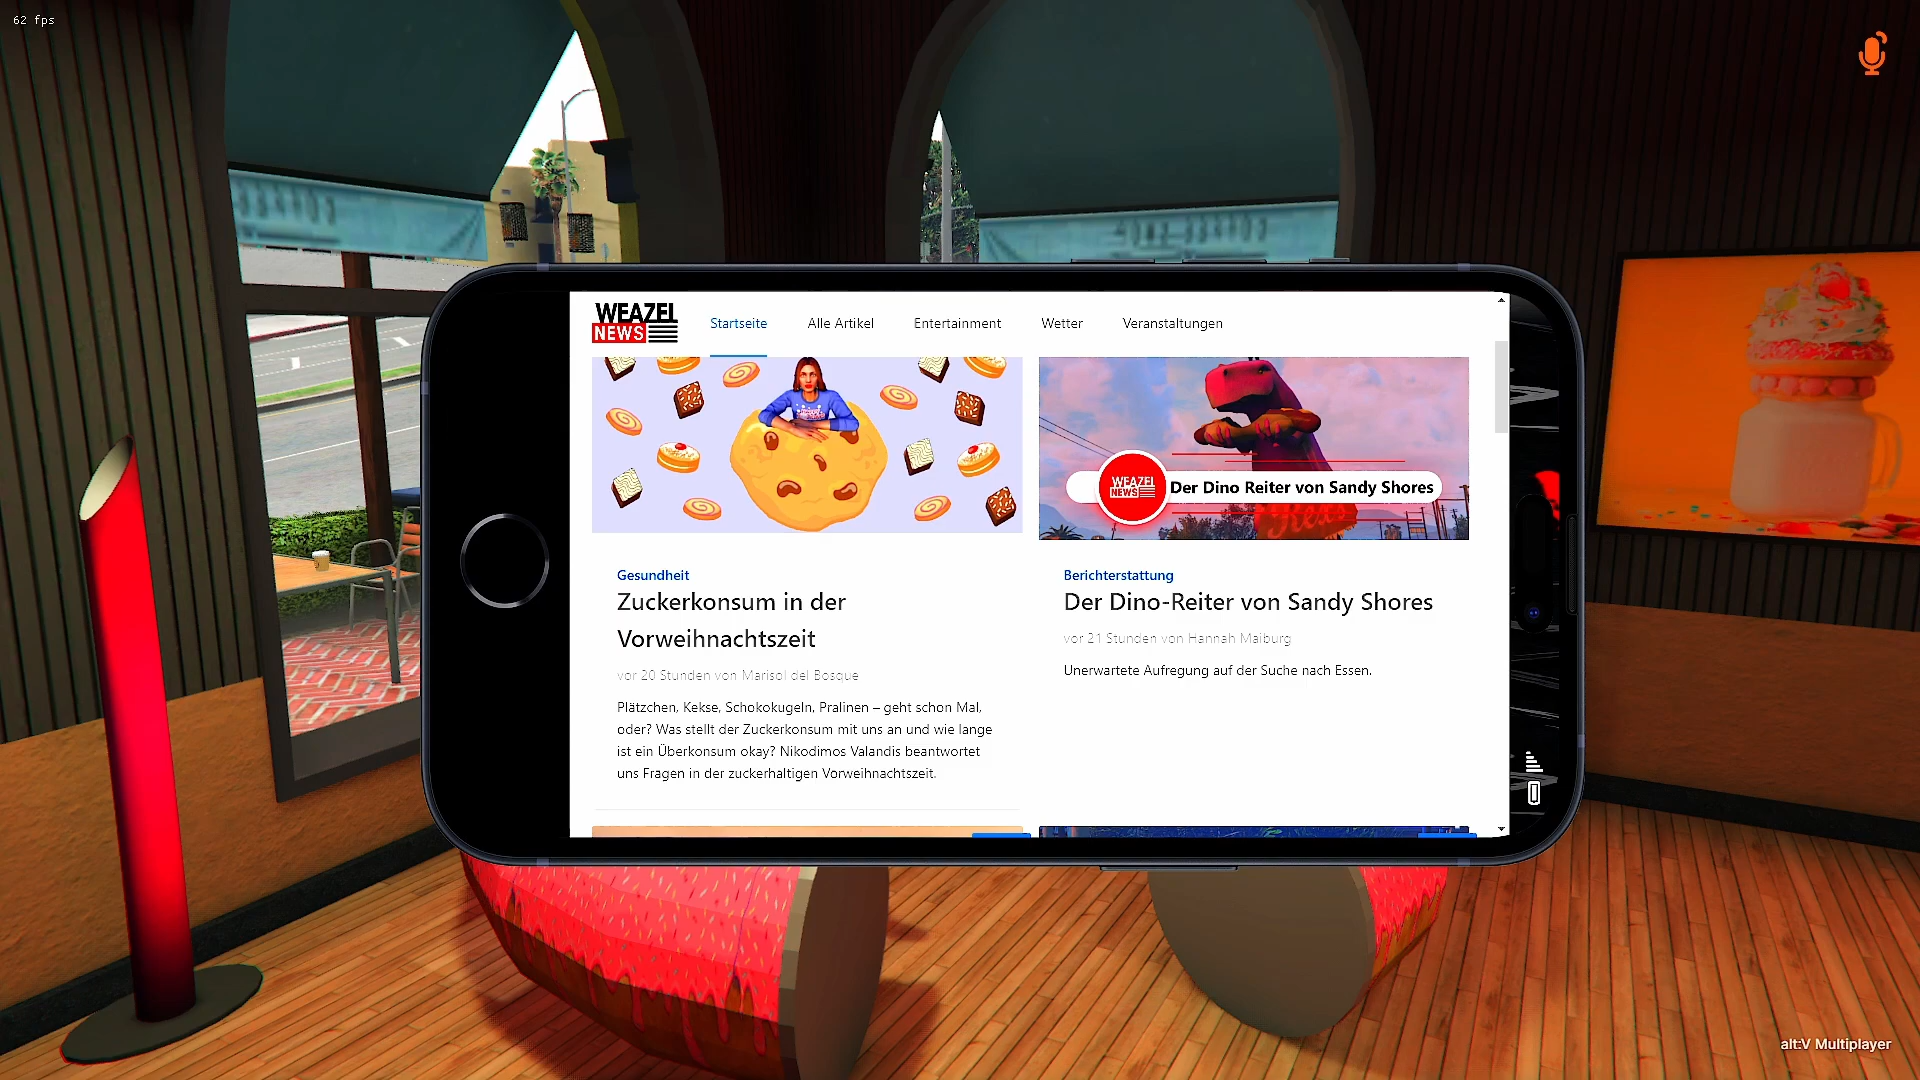 62 fps
WEAZEL
NEWS
Startseite
Alle Artikel
Entertainment
Wetter
Veranstaltungen
WEAZEL
NEWS
Der Dino Reiter von Sandy Shores
Rex's
Gesundheit
Zuckerkonsum in der
Vorweihnachtszeit
vor 20 Stunden von Marisol del Bosque
Plätzchen, Kekse, Schokokugeln, Pralinen – geht schon Mal,
oder? Was stellt der Zuckerkonsum mit uns an und wie lange
ist ein Überkonsum okay? Nikodimos Valandis beantwortet
uns Fragen in der zuckerhaltigen Vorweihnachtszeit.
Berichterstattung
Der Dino-Reiter von Sandy Shores
vor 21 Stunden von Hannah Maiburg
Unerwartete Aufregung auf der Suche nach Essen.
alt:V Multiplayer